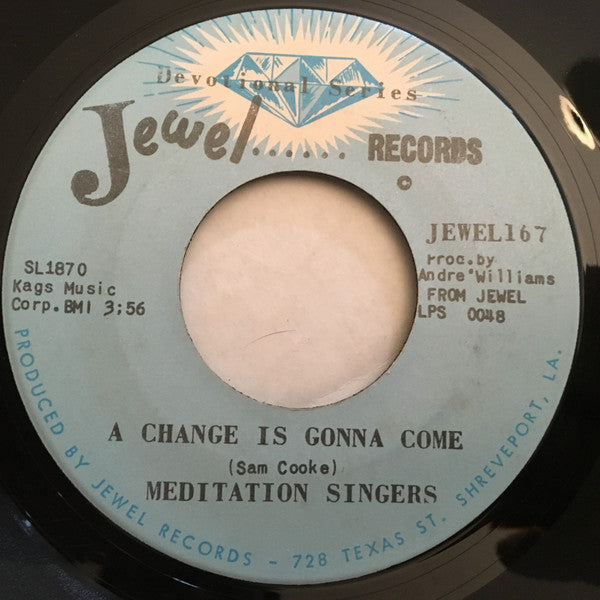 Devotional Series
Jewel...... RECORDS
©
JEWEL167
Proc. by
Andre'Williams
FROM JEWEL
LPS 0048
SL1870
Kags Music
Corp. BMI 3;56
A CHANGE IS GONNA COME
(Sam Cooke)
MEDITATION SINGERS
PRODUCED BY JEWEL RECORDS - 728 TEXAS ST. SHREVEPORT, LA.